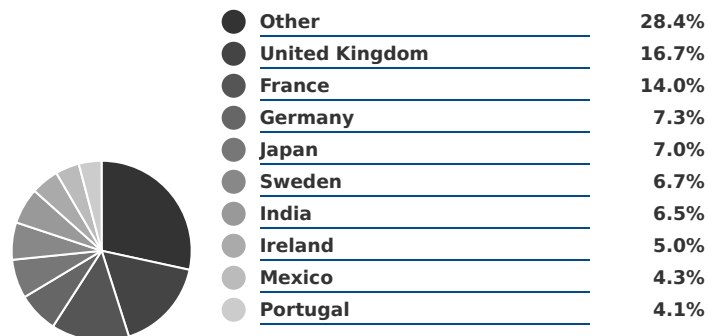 Other 28.4%
United Kingdom 16.7%
France 14.0%
Germany 7.3%
Japan 7.0%
Sweden 6.7%
India 6.5%
Ireland 5.0%
Mexico 4.3%
Portugal 4.1%